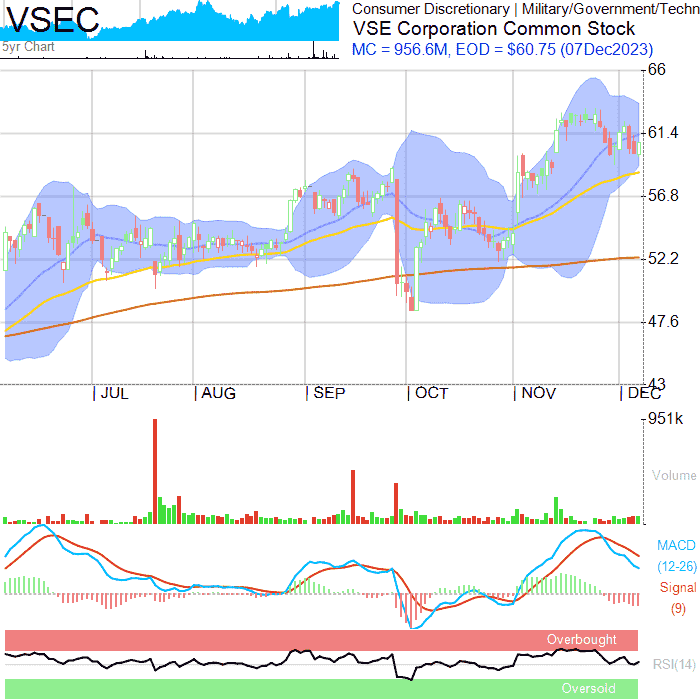 VSEC
5yr Chart
Consumer Discretionary | Military/Government/Techn
VSE Corporation Common Stock
MC = 956.6M, EOD = $60.75 (07Dec2023)
66
61.4
56.8
52.2
47.6
43
JUL AUG SEP OCT NOV DEC
951k
Volume
MACD
(12-26)
Signal
(9)
Overbought
RSI(14)
Oversold